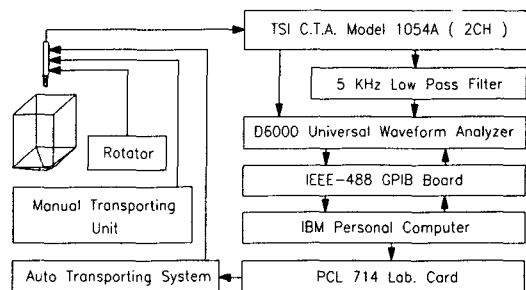 TSI C.T.A. Model 1054A ( 2CH )
5 KHz Low Pass Filter
D6000 Universal Waveform Analyzer
Rotator
IEEE-488 GPIB Board
Manual Transporting
Unit
IBM Personal Computer
Auto Transporting System
PCL 714 Lab. Card